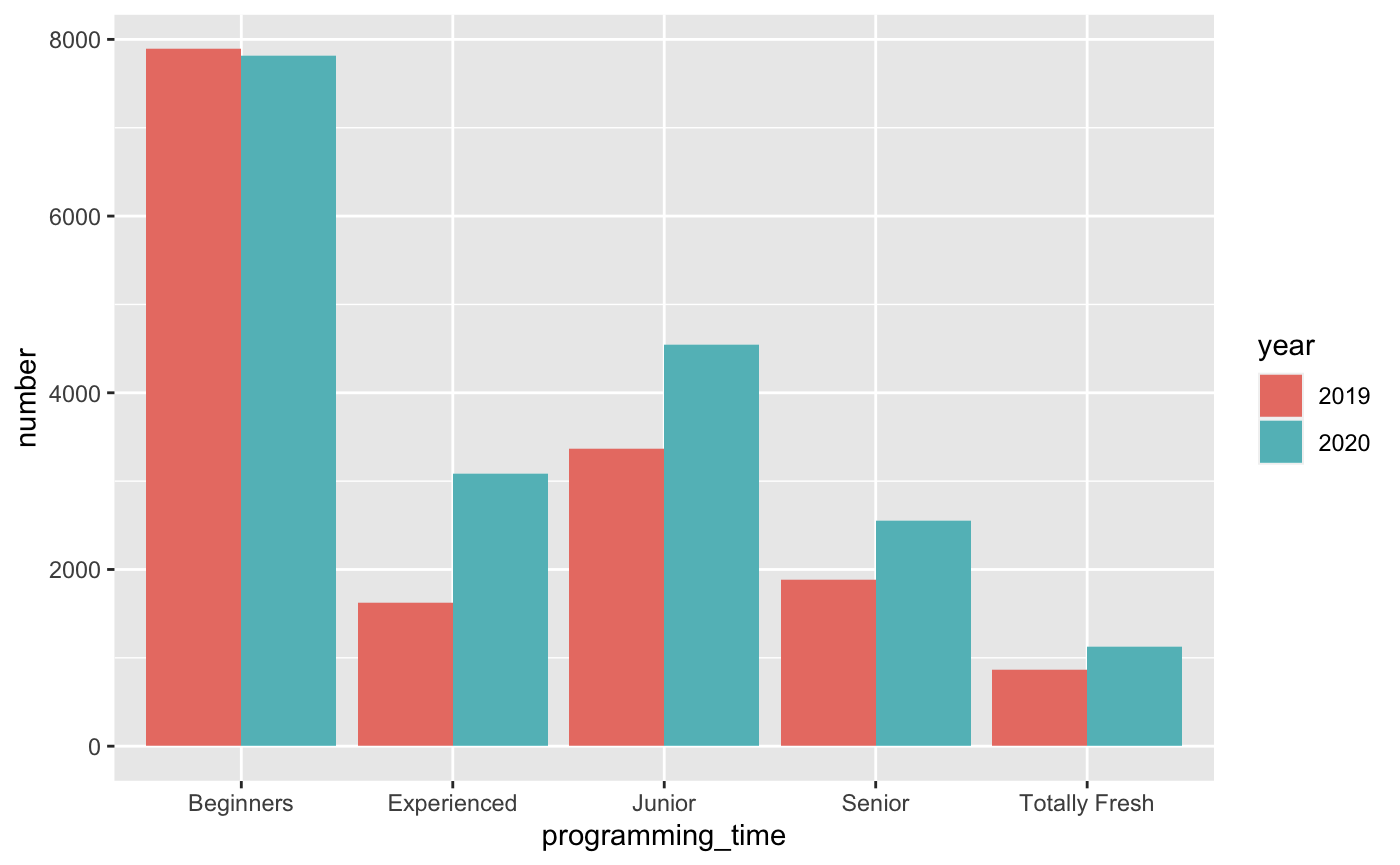 8000
6000
4000
2000
0
number
Beginners
Experienced
Junior
Senior
Totally Fresh
programming_time
year
2019
2020